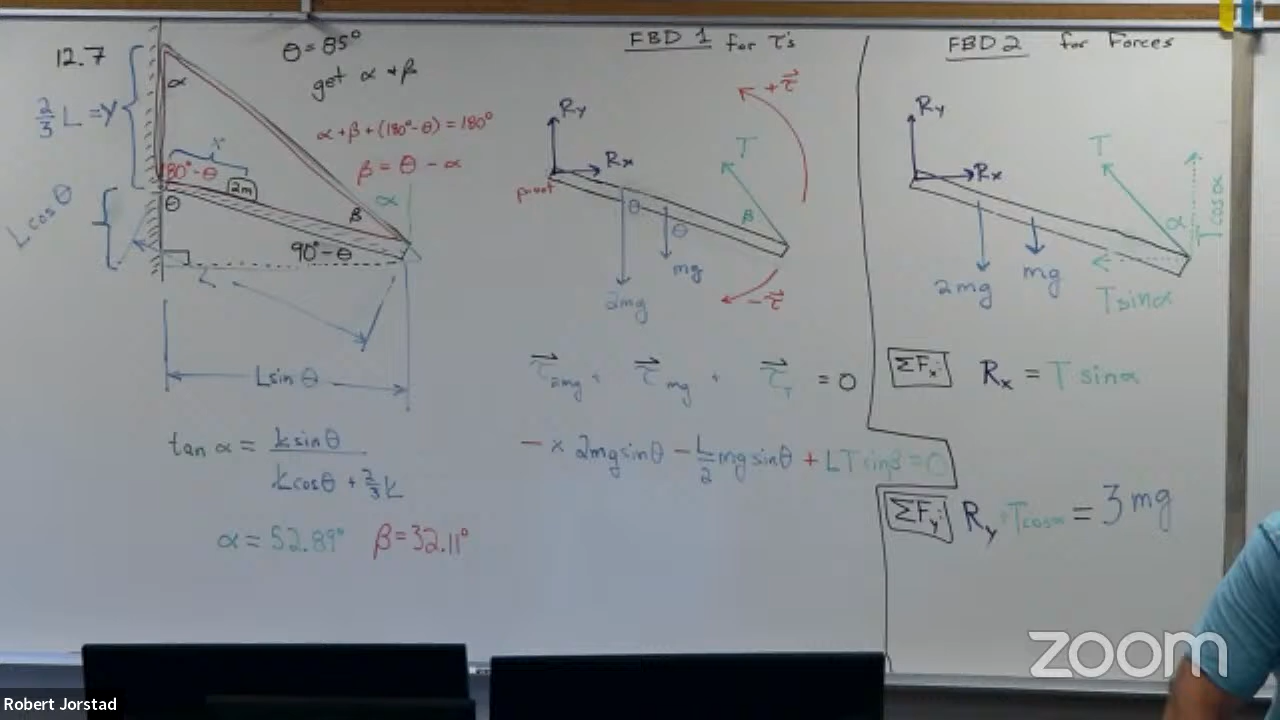 12.7
θ = 85°
get α + β
α + β + (180° - θ) = 180°
β = θ - α
2/3 L = y
α
x
180° - θ
2m
θ
β
α
L cos θ
90° - θ
L
L sin θ
tan α = L sin θ / L cos θ + 2/3 L
α = 52.89° β = 32.11°
FBD 1 for τ's
+τ
Ry
Rx
T
pivot
θ
β
θ
mg
2mg
-τ
τ2mg + τmg + τT = 0
- x 2mg sin θ - L/2 mg sin θ + LT sin β = 0
FBD 2 for Forces
Ry
Rx
T
α
T cos α
2mg
mg
T sin α
ΣFx: Rx = T sin α
ΣFy: Ry + T cos α = 3mg
zoom
Robert Jorstad